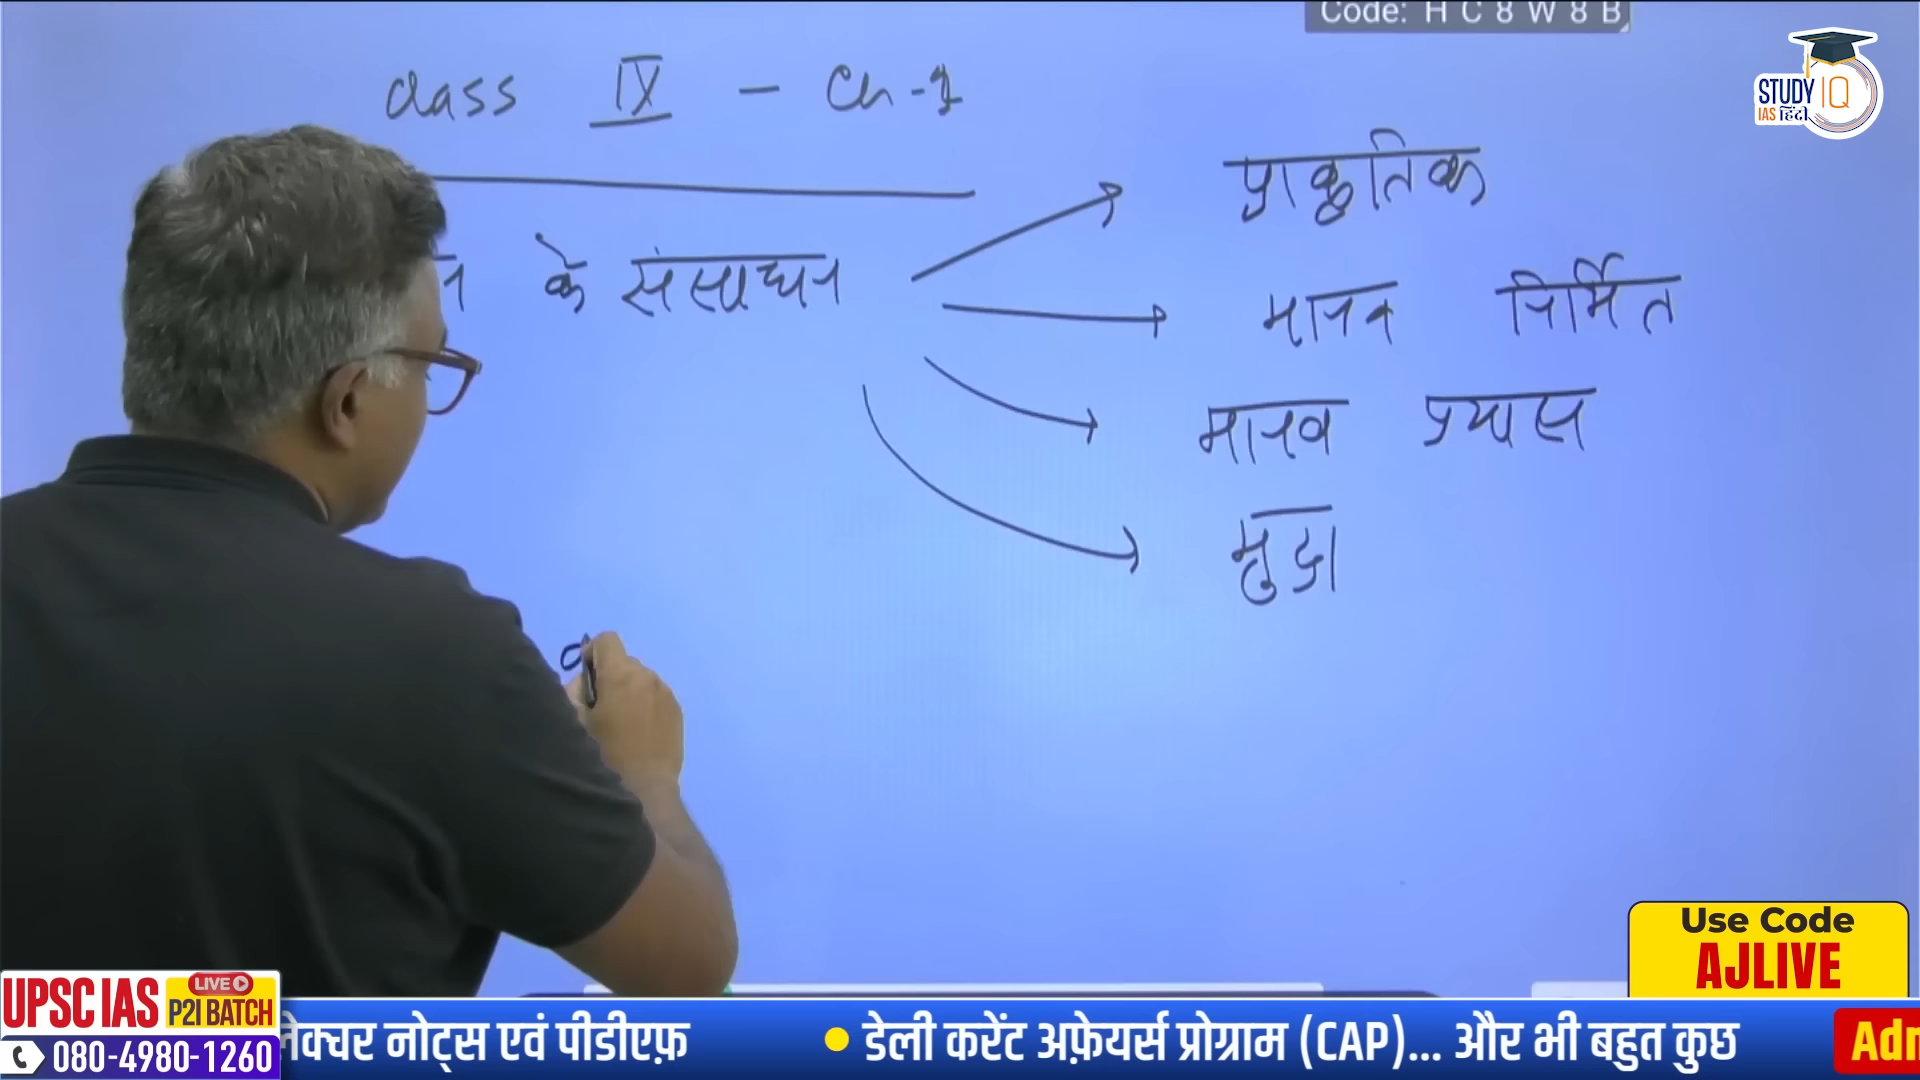 Code: H C 8 W 8 B
STUDY IQ
IAS हिंदी
class IX - Ch-1
के संसाधन
प्राकृतिक
मानव निर्मित
मानव प्रयास
मुद्रा
Use Code
AJLIVE
UPSC IAS LIVE P2I BATCH
080-4980-1260
लेक्चर नोट्स एवं पीडीएफ़ • डेली करेंट अफ़ेयर्स प्रोग्राम (CAP)... और भी बहुत कुछ